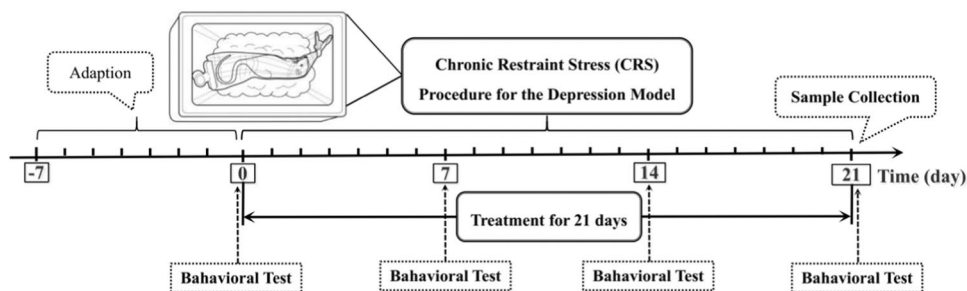 Adaption
Chronic Restraint Stress (CRS)
Procedure for the Depression Model
Sample Collection
-7
0
7
14
21
Time (day)
Treatment for 21 days
Bahavioral Test
Bahavioral Test
Bahavioral Test
Bahavioral Test